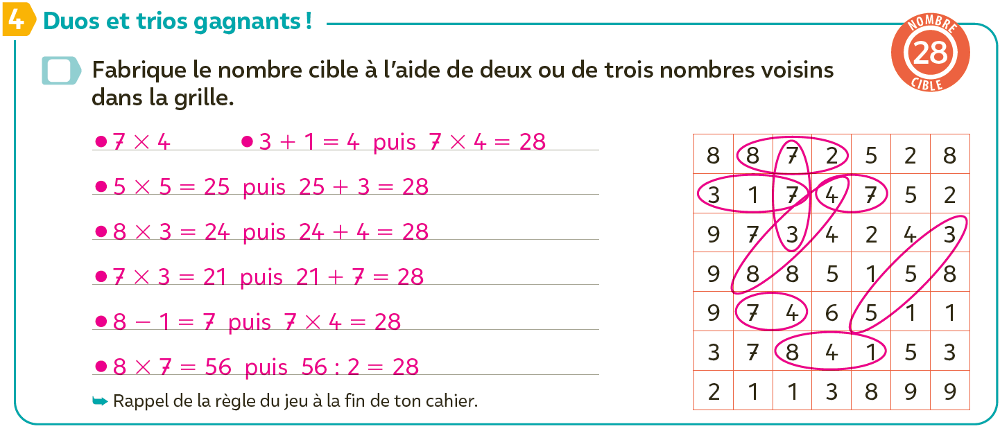 4 Duos et trios gagnants !
NOMBRE
28
CIBLE
Fabrique le nombre cible à l'aide de deux ou de trois nombres voisins
dans la grille.
● 7 × 4 ● 3 + 1 = 4 puis 7 × 4 = 28
● 5 × 5 = 25 puis 25 + 3 = 28
● 8 × 3 = 24 puis 24 + 4 = 28
● 7 × 3 = 21 puis 21 + 7 = 28
● 8 − 1 = 7 puis 7 × 4 = 28
● 8 × 7 = 56 puis 56 : 2 = 28
➥ Rappel de la règle du jeu à la fin de ton cahier.
8 8 7 2 5 2 8
3 1 7 4 7 5 2
9 7 3 4 2 4 3
9 8 8 5 1 5 8
9 7 4 6 5 1 1
3 7 8 4 1 5 3
2 1 1 3 8 9 9